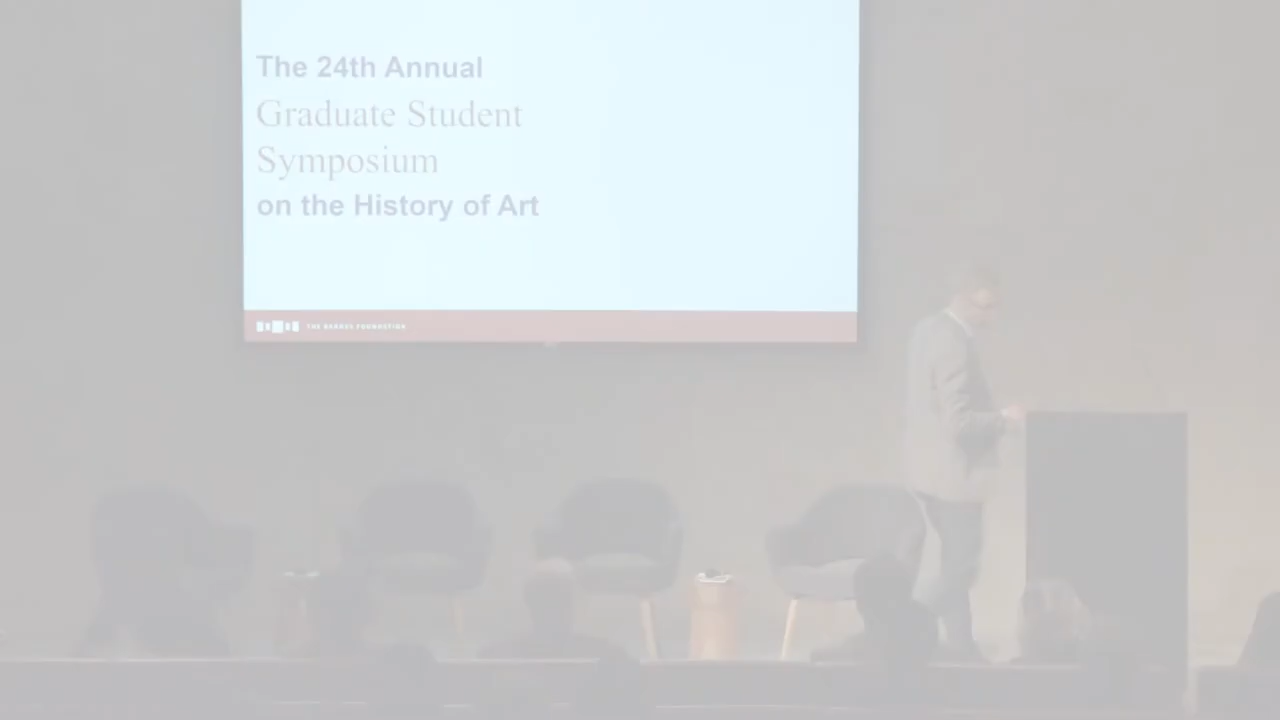 The 24th Annual
Graduate Student
Symposium
on the History of Art
THE BARNES FOUNDATION